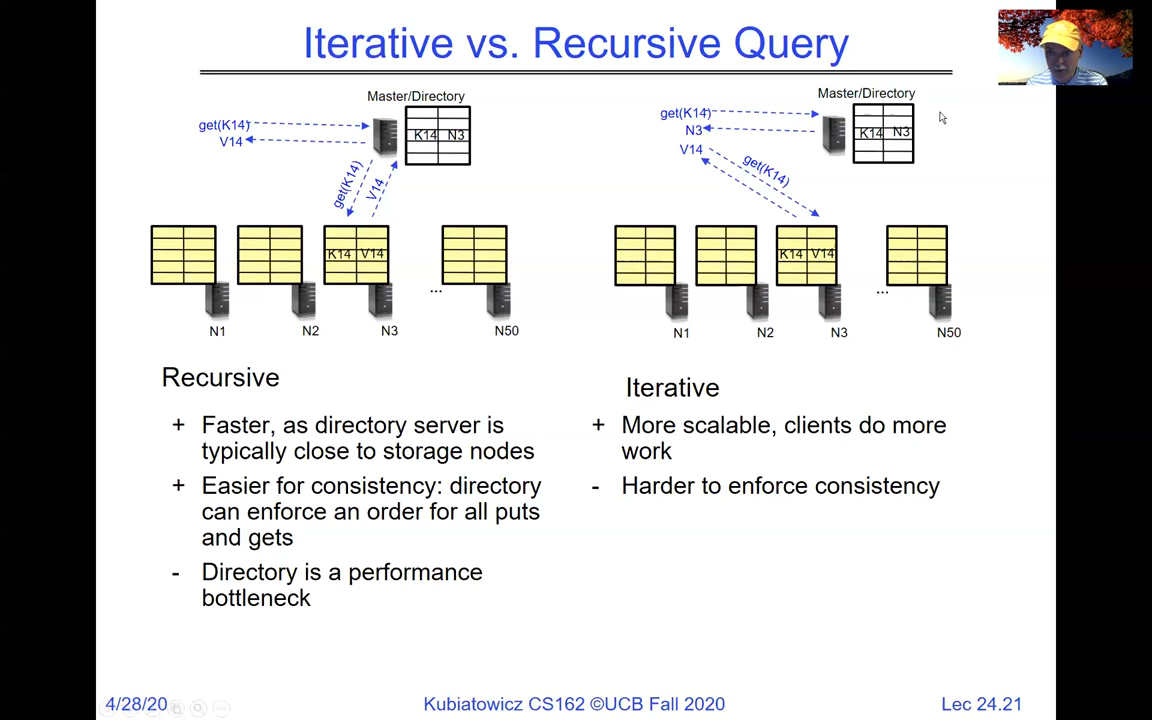 Iterative vs. Recursive Query
Master/Directory
get(K14)
V14
K14 N3
get(K14)
V14
K14 V14
...
N1
N2
N3
N50
Master/Directory
get(K14)
N3
V14
K14 N3
get(K14)
K14 V14
...
N1
N2
N3
N50
Recursive
+ Faster, as directory server is
typically close to storage nodes
+ Easier for consistency: directory
can enforce an order for all puts
and gets
- Directory is a performance
bottleneck
Iterative
+ More scalable, clients do more
work
- Harder to enforce consistency
4/28/20
Kubiatowicz CS162 ©UCB Fall 2020
Lec 24.21